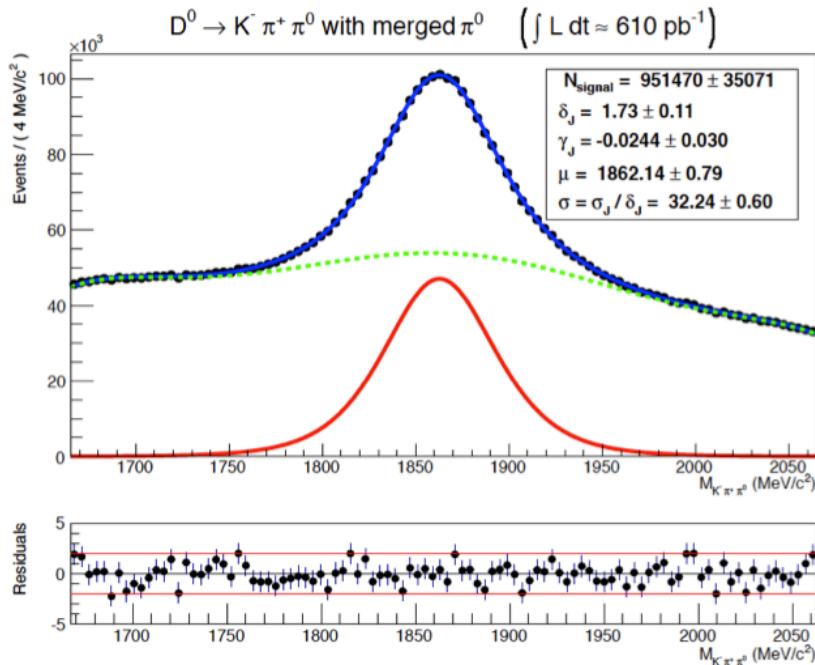 D⁰ → K⁻ π⁺ π⁰ with merged π⁰ (∫ L dt ≈ 610 pb⁻¹)
×10³
Events / ( 4 MeV/c² )
100
80
60
40
20
0
N_signal = 951470 ± 35071
δ_J = 1.73 ± 0.11
γ_J = -0.0244 ± 0.030
μ = 1862.14 ± 0.79
σ = σ_J / δ_J = 32.24 ± 0.60
1700 1750 1800 1850 1900 1950 2000 2050
M_K⁻π⁺π⁰ (MeV/c²)
Residuals
5
0
-5
1700 1750 1800 1850 1900 1950 2000 2050
M_K⁻π⁺π⁰ (MeV/c²)